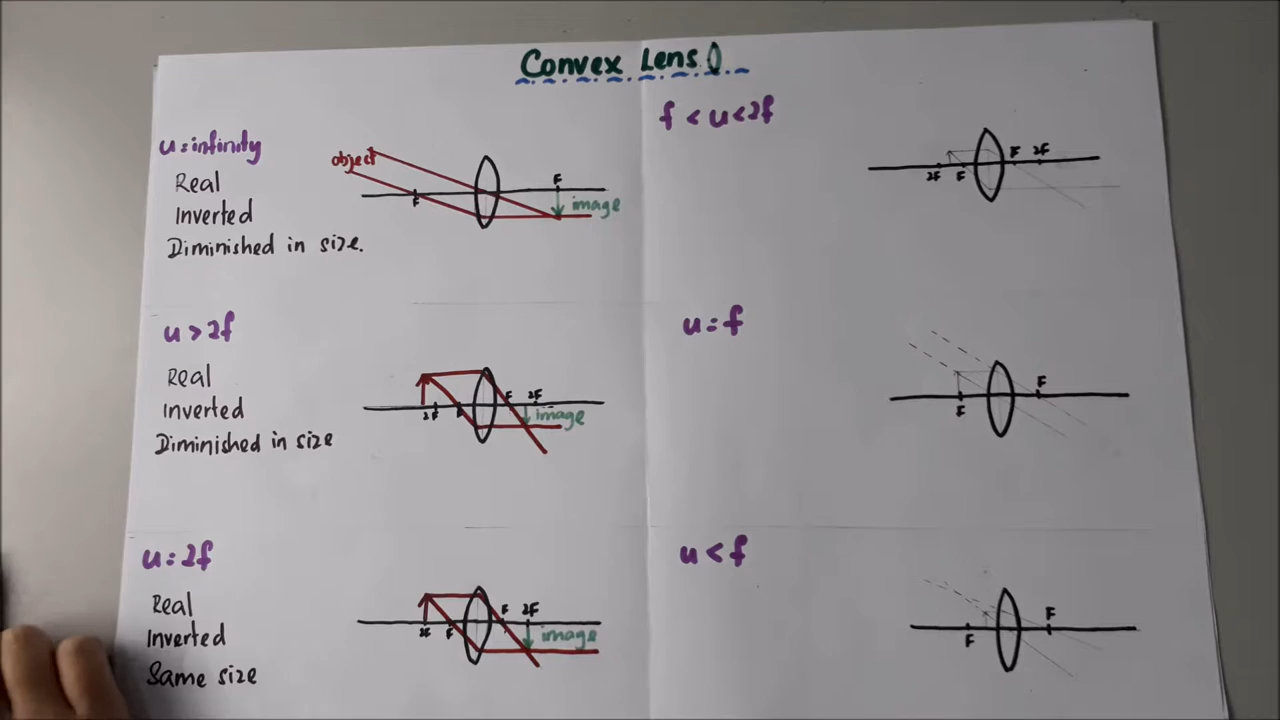 Convex Lens
u = infinity
Real
Inverted
Diminished in size.
object
F
F
image
u > 2f
Real
Inverted
Diminished in size
2F
F
F
2F
image
u = 2f
Real
Inverted
Same size
2F
F
F
2F
image
f < u < 2f
2F
F
F
2F
u = f
F
F
u < f
F
F